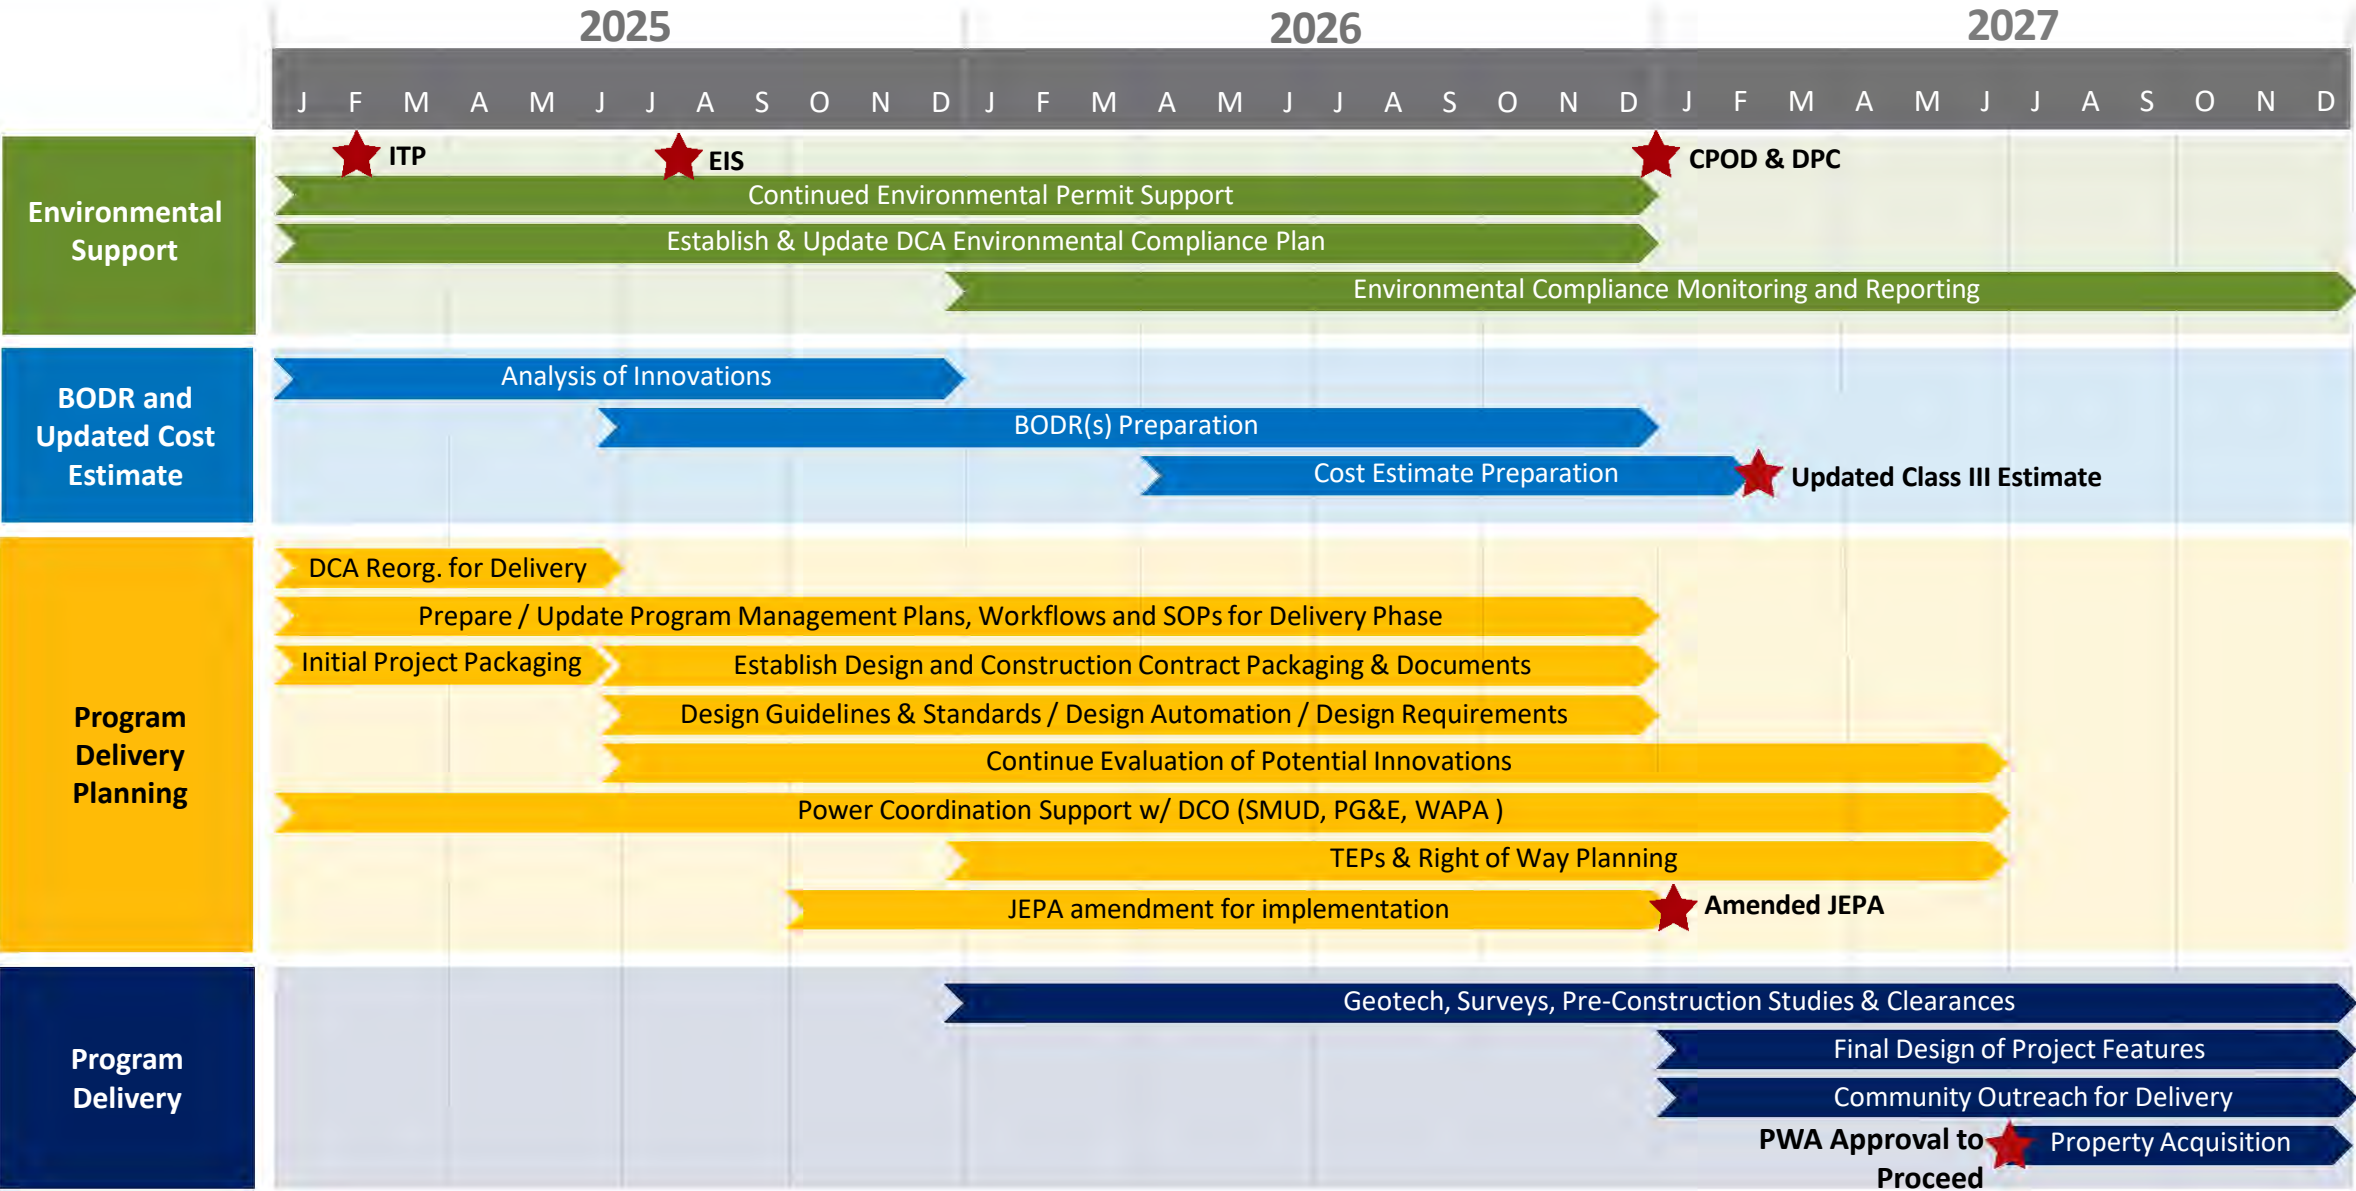 2025 2026 2027
J F M A M J J A S O N D J F M A M J J A S O N D J F M A M J J A S O N D
Environmental
Support
ITP
EIS
CPOD & DPC
Continued Environmental Permit Support
Establish & Update DCA Environmental Compliance Plan
Environmental Compliance Monitoring and Reporting
BODR and
Updated Cost
Estimate
Analysis of Innovations
BODR(s) Preparation
Cost Estimate Preparation
Updated Class III Estimate
Program
Delivery
Planning
DCA Reorg. for Delivery
Prepare / Update Program Management Plans, Workflows and SOPs for Delivery Phase
Initial Project Packaging
Establish Design and Construction Contract Packaging & Documents
Design Guidelines & Standards / Design Automation / Design Requirements
Continue Evaluation of Potential Innovations
Power Coordination Support w/ DCO (SMUD, PG&E, WAPA )
TEPs & Right of Way Planning
JEPA amendment for implementation
Amended JEPA
Program
Delivery
Geotech, Surveys, Pre-Construction Studies & Clearances
Final Design of Project Features
Community Outreach for Delivery
PWA Approval to
Proceed
Property Acquisition